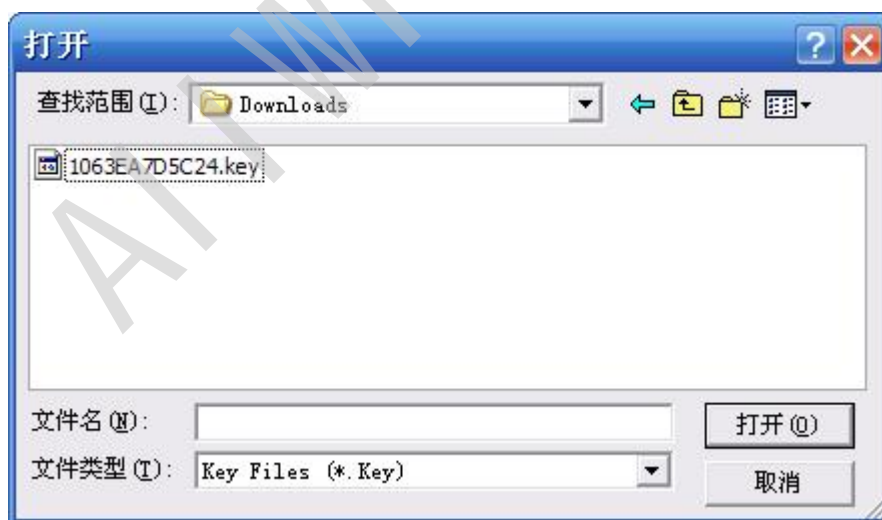 打开
查找范围(I): Downloads
1063EA7D5C24.key
文件名(N):
打开(O)
文件类型(T): Key Files (*.Key)
取消